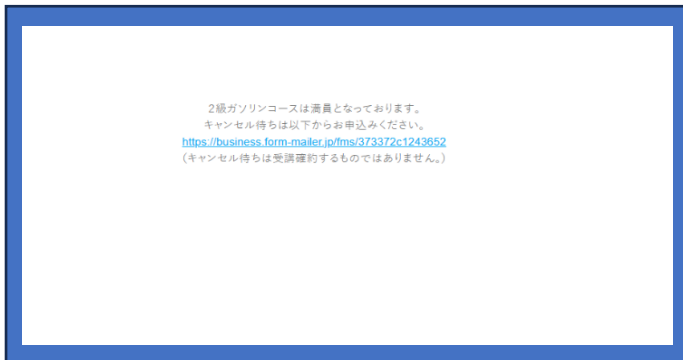 2級ガソリンコースは満員となっております。
キャンセル待ちは以下からお申込みください。
https://business.form-mailer.jp/fms/373372c1243652
(キャンセル待ちは受講確約するものではありません。)